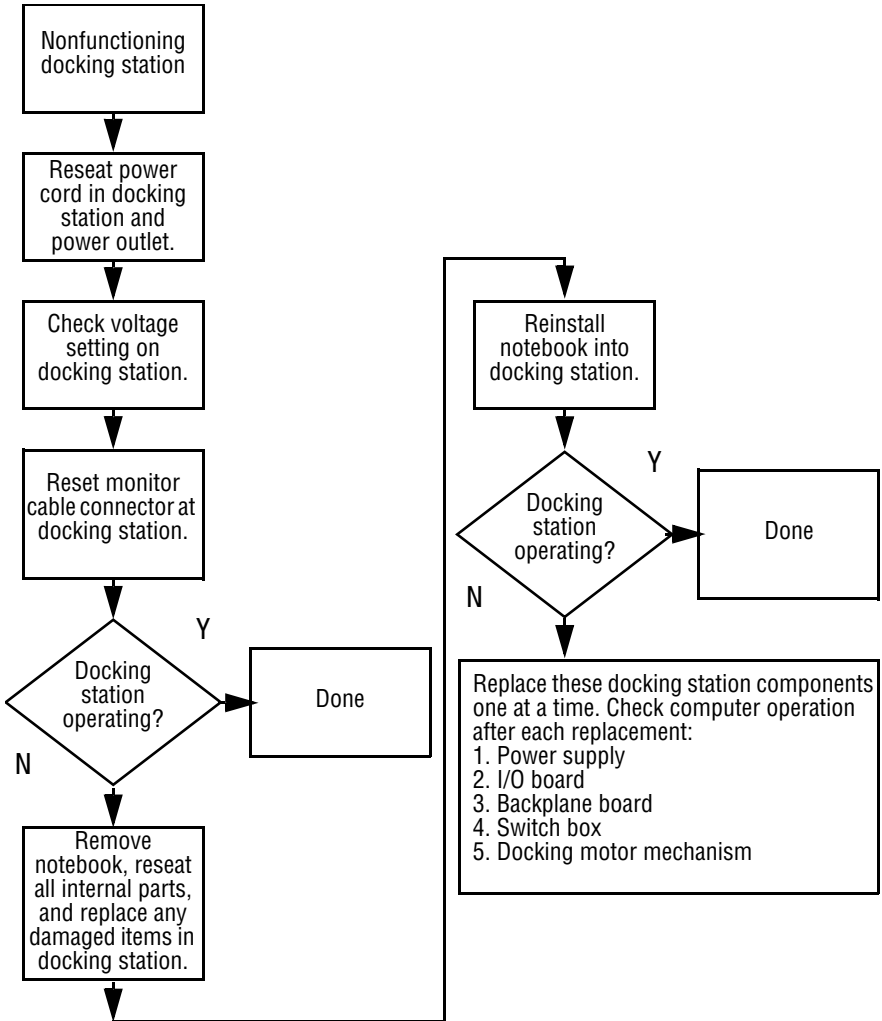 Nonfunctioning
docking station
Reseat power
cord in docking
station and
power outlet.
Check voltage
setting on
docking station.
Reset monitor
cable connector at
docking station.
Y
Docking
station
operating?
Done
N
Remove
notebook, reseat
all internal parts,
and replace any
damaged items in
docking station.
Reinstall
notebook into
docking station.
Y
Docking
station
operating?
Done
N
Replace these docking station components
one at a time. Check computer operation
after each replacement:
1. Power supply
2. I/O board
3. Backplane board
4. Switch box
5. Docking motor mechanism